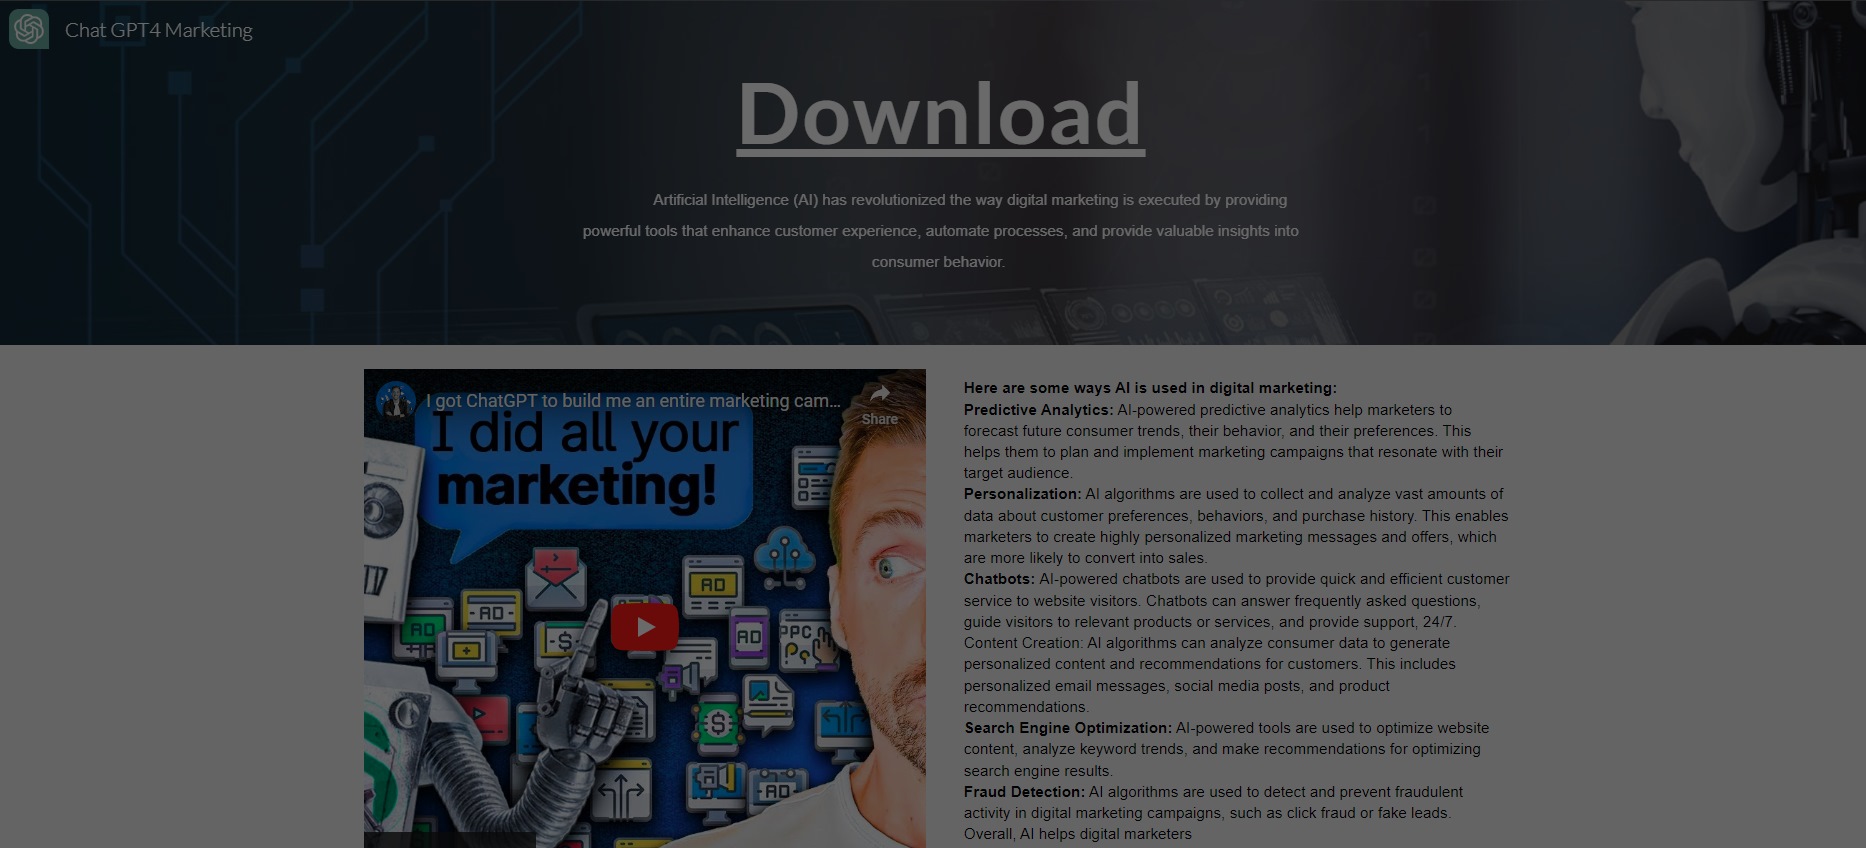 Chat GPT4 Marketing
Download
Artificial Intelligence (AI) has revolutionized the way digital marketing is executed by providing
powerful tools that enhance customer experience, automate processes, and provide valuable insights into
consumer behavior.
I got ChatGPT to build me an entire marketing cam...
Share
I did all your
marketing!
AD
AD
AD
AD
PPC
-$-
$
AD
Here are some ways AI is used in digital marketing:
Predictive Analytics: AI-powered predictive analytics help marketers to
forecast future consumer trends, their behavior, and their preferences. This
helps them to plan and implement marketing campaigns that resonate with their
target audience.
Personalization: AI algorithms are used to collect and analyze vast amounts of
data about customer preferences, behaviors, and purchase history. This enables
marketers to create highly personalized marketing messages and offers, which
are more likely to convert into sales.
Chatbots: AI-powered chatbots are used to provide quick and efficient customer
service to website visitors. Chatbots can answer frequently asked questions,
guide visitors to relevant products or services, and provide support, 24/7.
Content Creation: AI algorithms can analyze consumer data to generate
personalized content and recommendations for customers. This includes
personalized email messages, social media posts, and product
recommendations.
Search Engine Optimization: AI-powered tools are used to optimize website
content, analyze keyword trends, and make recommendations for optimizing
search engine results.
Fraud Detection: AI algorithms are used to detect and prevent fraudulent
activity in digital marketing campaigns, such as click fraud or fake leads.
Overall, AI helps digital marketers